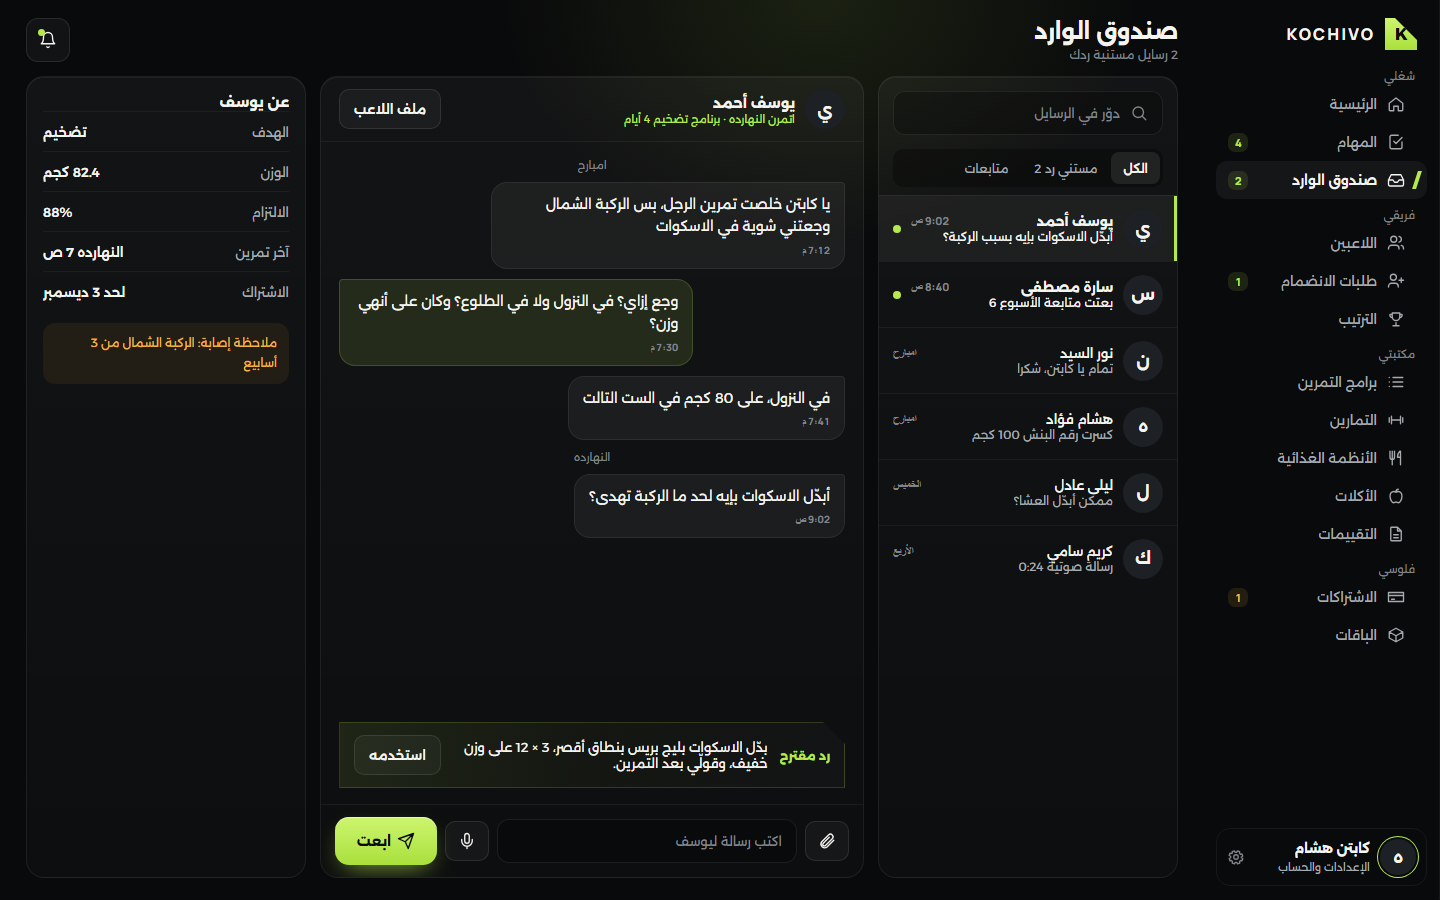 KOCHIVO
شغلي
الرئيسية
المهام 4
صندوق الوارد 2
فريقي
اللاعبين
طلبات الانضمام 1
الترتيب
مكتبتي
برامج التمرين
التمارين
الأنظمة الغذائية
الأكلات
التقييمات
فلوسي
الاشتراكات 1
الباقات
ه
كابتن هشام
الإعدادات والحساب
صندوق الوارد
2 رسايل مستنية ردك
دوّر في الرسايل
الكل
مستني رد 2
متابعات
ي
يوسف أحمد
9:02 ص
أبدّل الاسكوات بإيه بسبب الركبة؟
س
سارة مصطفى
8:40 ص
بعتت متابعة الأسبوع 6
ن
نور السيد
امبارح
تمام يا كابتن، شكرا
ه
هشام فؤاد
امبارح
كسرت رقم البنش 100 كجم
ل
ليلى عادل
الخميس
ممكن أبدّل العشا؟
ك
كريم سامي
الأربع
رسالة صوتية 0:24
ي
يوسف أحمد
اتمرن النهارده · برنامج تضخيم 4 أيام
ملف اللاعب
امبارح
يا كابتن خلصت تمرين الرجل، بس الركبة الشمال
وجعتني شوية في الاسكوات
7:12 م
وجع إزاي؟ في النزول ولا في الطلوع؟ وكان على أنهي
وزن؟
7:30 م
في النزول، على 80 كجم في الست التالت
7:41 م
النهارده
أبدّل الاسكوات بإيه لحد ما الركبة تهدى؟
9:02 ص
رد مقترح
بدّل الاسكوات بليج بريس بنطاق أقصر، 3 × 12 على وزن
خفيف، وقولّي بعد التمرين.
استخدمه
اكتب رسالة ليوسف
ابعت
عن يوسف
الهدف تضخيم
الوزن 82.4 كجم
الالتزام 88%
آخر تمرين النهارده 7 ص
الاشتراك لحد 3 ديسمبر
ملاحظة إصابة: الركبة الشمال من 3
أسابيع